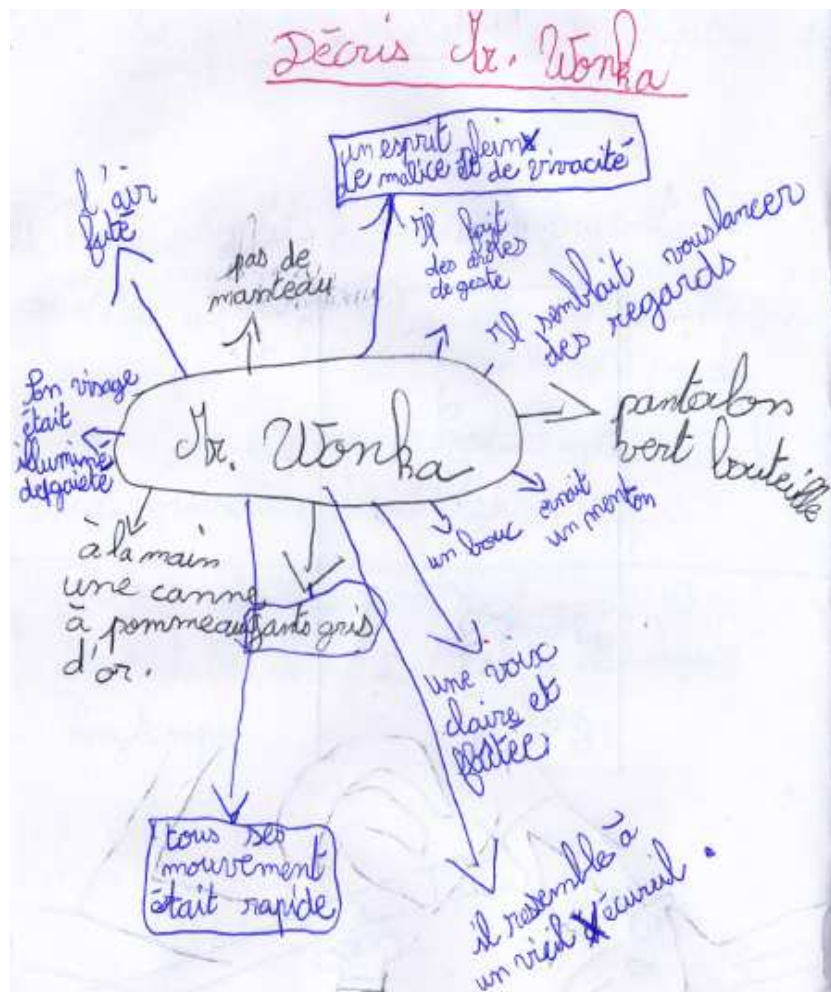 Décris Mr. Wonka
un esprit plein
de malice et de vivacité
l'air
futé
pas de
manteau
il fait
des drôles
de geste
il semblait vous lancer
des regards
Son visage
était
illuminé
de gaieté
Mr. Wonka
pantalon
vert bouteille
un bouc ornait
un menton
à la main
une canne
à pommeau
d'or.
gants gris
une voix
claire et
flûtée
tous ses
mouvement
était rapide
il ressemble à
un vieil écureuil.